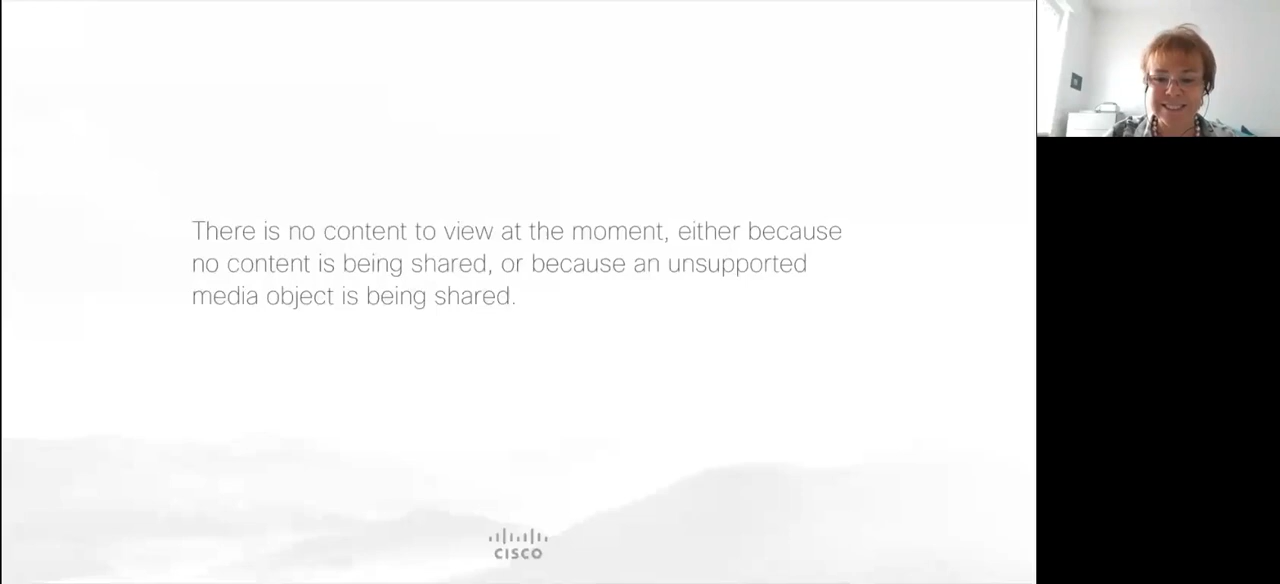 There is no content to view at the moment, either because
no content is being shared, or because an unsupported
media object is being shared.
CISCO